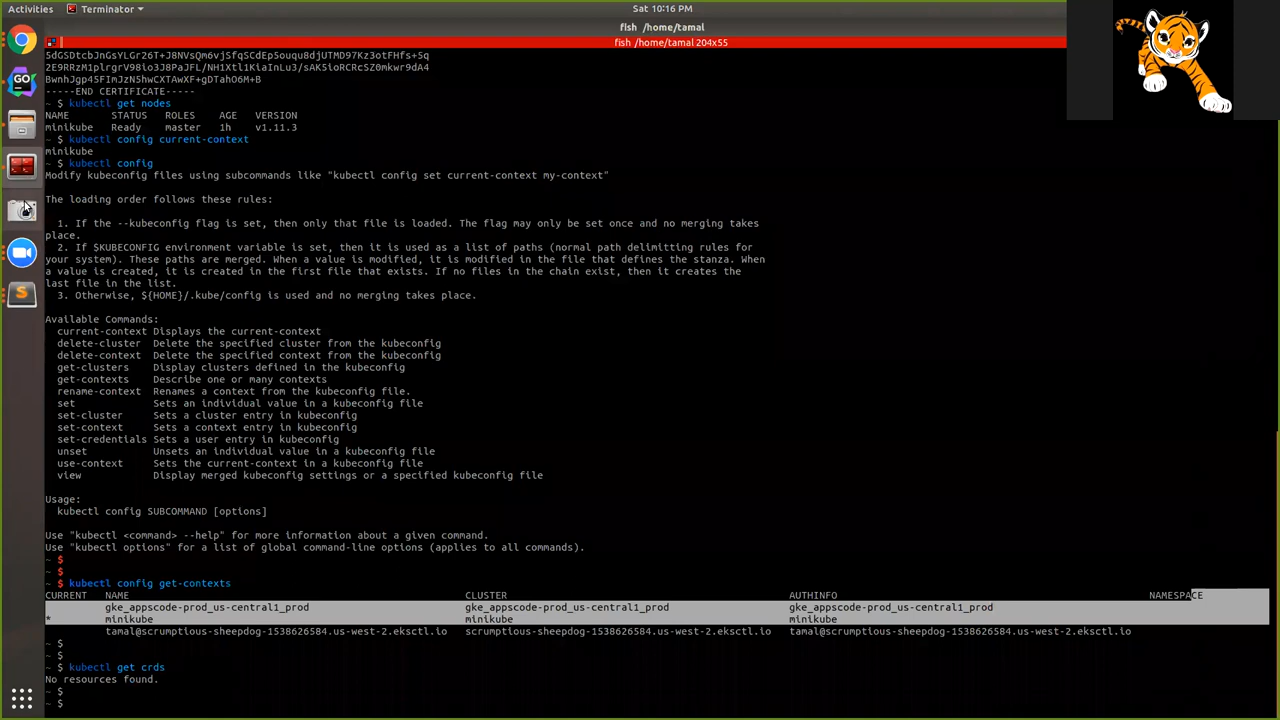 Activities Terminator Sat 10:16 PM
fish /home/tamal
fish /home/tamal 204x55
5dGSDtcbJnGsYLGr26T+J8NVsQm6vjSfqSCdEpSouqu8djUTMD97Kz3otFHfs+5q
2E9RRzM1plrgrV98io3J8PaJFL/NH1Xtl1KiaInLu3/sAK5ioRCRcSZ0mkwr9dA4
BwnhJgp45FImJzN5hwCXTAWXF+gDTahO6M+B
-----END CERTIFICATE-----
~ $ kubectl get nodes
NAME STATUS ROLES AGE VERSION
minikube Ready master 1h v1.11.3
~ $ kubectl config current-context
minikube
~ $ kubectl config
Modify kubeconfig files using subcommands like "kubectl config set current-context my-context"
The loading order follows these rules:
1. If the --kubeconfig flag is set, then only that file is loaded. The flag may only be set once and no merging takes
place.
2. If $KUBECONFIG environment variable is set, then it is used as a list of paths (normal path delimitting rules for
your system). These paths are merged. When a value is modified, it is modified in the file that defines the stanza. When
a value is created, it is created in the first file that exists. If no files in the chain exist, then it creates the
last file in the list.
3. Otherwise, ${HOME}/.kube/config is used and no merging takes place.
Available Commands:
current-context Displays the current-context
delete-cluster Delete the specified cluster from the kubeconfig
delete-context Delete the specified context from the kubeconfig
get-clusters Display clusters defined in the kubeconfig
get-contexts Describe one or many contexts
rename-context Renames a context from the kubeconfig file.
set Sets an individual value in a kubeconfig file
set-cluster Sets a cluster entry in kubeconfig
set-context Sets a context entry in kubeconfig
set-credentials Sets a user entry in kubeconfig
unset Unsets an individual value in a kubeconfig file
use-context Sets the current-context in a kubeconfig file
view Display merged kubeconfig settings or a specified kubeconfig file
Usage:
kubectl config SUBCOMMAND [options]
Use "kubectl <command> --help" for more information about a given command.
Use "kubectl options" for a list of global command-line options (applies to all commands).
~ $
~ $
~ $ kubectl config get-contexts
CURRENT NAME CLUSTER AUTHINFO NAMESPACE
gke_appscode-prod_us-central1_prod gke_appscode-prod_us-central1_prod gke_appscode-prod_us-central1_prod
* minikube minikube minikube
tamal@scrumptious-sheepdog-1538626584.us-west-2.eksctl.io scrumptious-sheepdog-1538626584.us-west-2.eksctl.io tamal@scrumptious-sheepdog-1538626584.us-west-2.eksctl.io
~ $
~ $
~ $ kubectl get crds
No resources found.
~ $
~ $